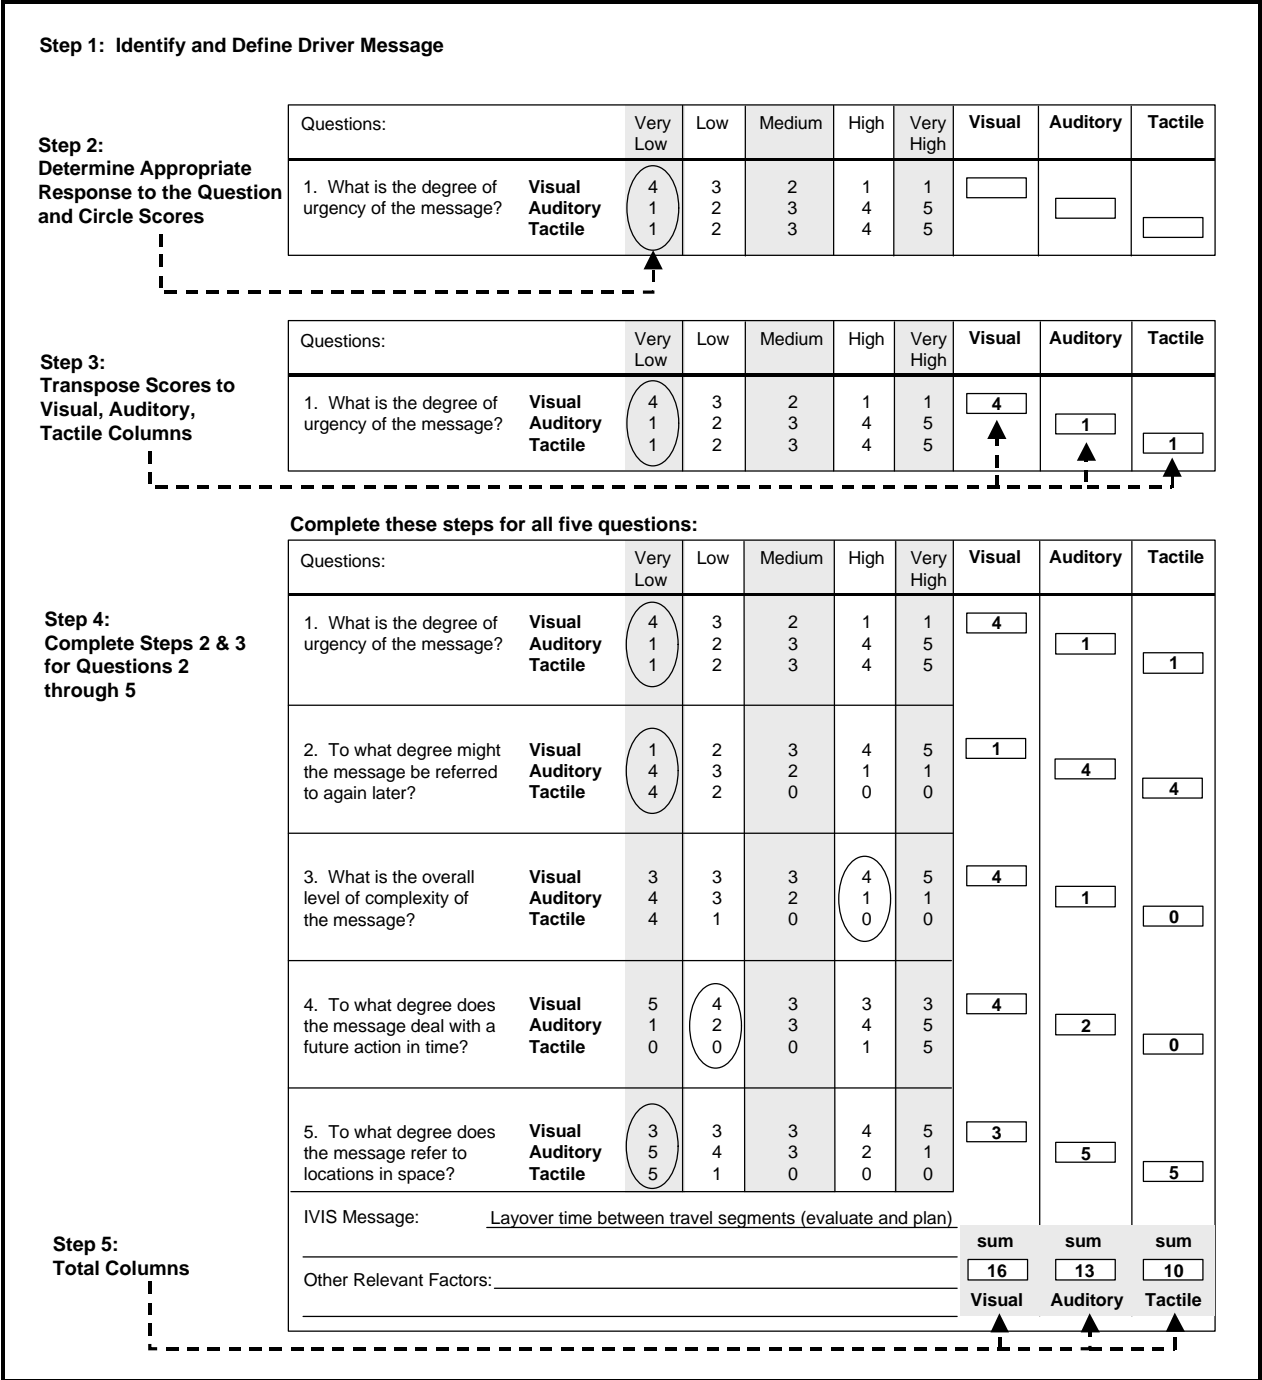 Step 1: Identify and Define Driver Message
Step 2:
Determine Appropriate
Response to the Question
and Circle Scores
Questions: Very Low Low Medium High Very High Visual Auditory Tactile
1. What is the degree of Visual 4 3 2 1 1
urgency of the message? Auditory 1 2 3 4 5
Tactile 1 2 3 4 5
Step 3:
Transpose Scores to
Visual, Auditory,
Tactile Columns
Questions: Very Low Low Medium High Very High Visual Auditory Tactile
1. What is the degree of Visual 4 3 2 1 1 4
urgency of the message? Auditory 1 2 3 4 5 1
Tactile 1 2 3 4 5 1
Complete these steps for all five questions:
Step 4:
Complete Steps 2 & 3
for Questions 2
through 5
Questions: Very Low Low Medium High Very High Visual Auditory Tactile
1. What is the degree of Visual 4 3 2 1 1 4
urgency of the message? Auditory 1 2 3 4 5 1
Tactile 1 2 3 4 5 1
2. To what degree might Visual 1 2 3 4 5 1
the message be referred Auditory 4 3 2 1 1 4
to again later? Tactile 4 2 0 0 0 4
3. What is the overall Visual 3 3 3 4 5 4
level of complexity of Auditory 4 3 2 1 1 1
the message? Tactile 4 1 0 0 0 0
4. To what degree does Visual 5 4 3 3 3 4
the message deal with a Auditory 1 2 3 4 5 2
future action in time? Tactile 0 0 0 1 5 0
5. To what degree does Visual 3 3 3 4 5 3
the message refer to Auditory 5 4 3 2 1 5
locations in space? Tactile 5 1 0 0 0 5
IVIS Message: Layover time between travel segments (evaluate and plan)
Step 5:
Total Columns
sum sum sum
16 13 10
Visual Auditory Tactile
Other Relevant Factors: